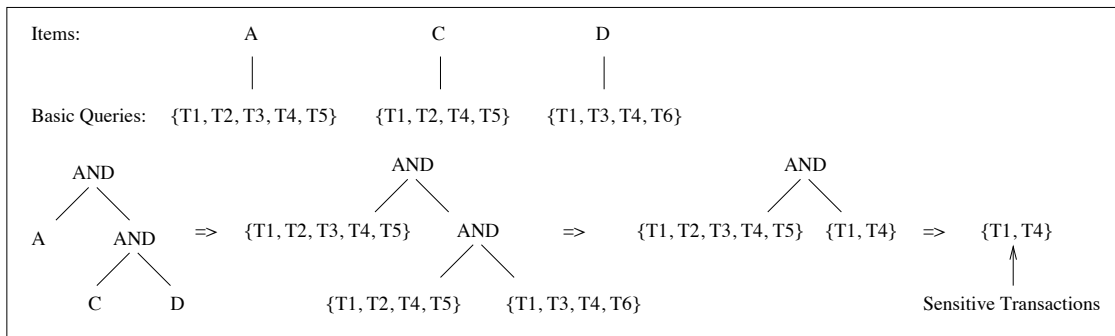 Items: A C D
Basic Queries: {T1, T2, T3, T4, T5} {T1, T2, T4, T5} {T1, T3, T4, T6}
AND AND AND
A AND => {T1, T2, T3, T4, T5} AND => {T1, T2, T3, T4, T5} {T1, T4} => {T1, T4}
C D {T1, T2, T4, T5} {T1, T3, T4, T6} Sensitive Transactions